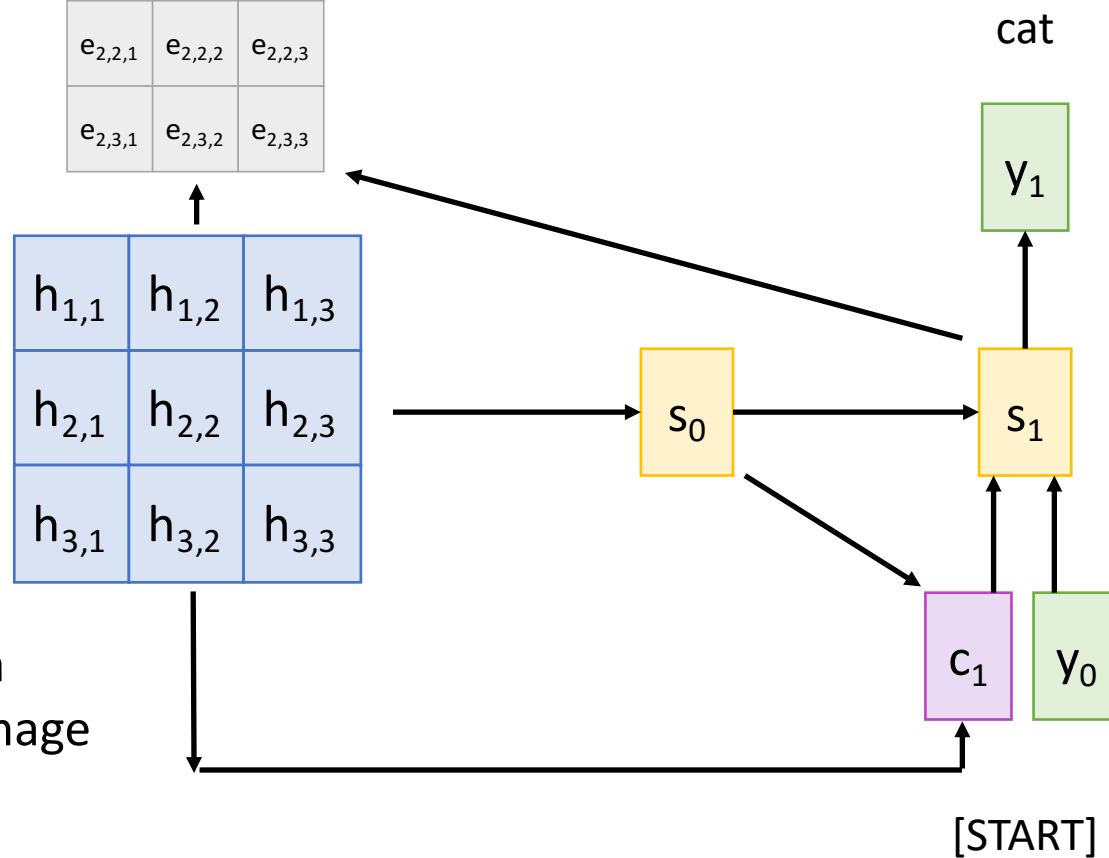 e₂,₂,₁ e₂,₂,₂ e₂,₂,₃
e₂,₃,₁ e₂,₃,₂ e₂,₃,₃
cat
y₁
h₁,₁ h₁,₂ h₁,₃
h₂,₁ h₂,₂ h₂,₃
s₀
s₁
h₃,₁ h₃,₂ h₃,₃
c₁
y₀
[START]